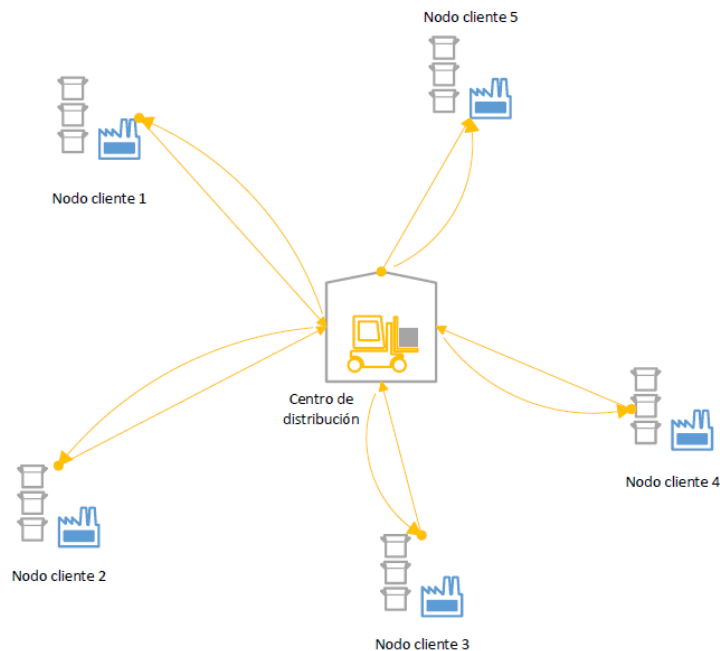 Nodo cliente 5
Nodo cliente 1
Centro de
distribución
Nodo cliente 4
Nodo cliente 2
Nodo cliente 3